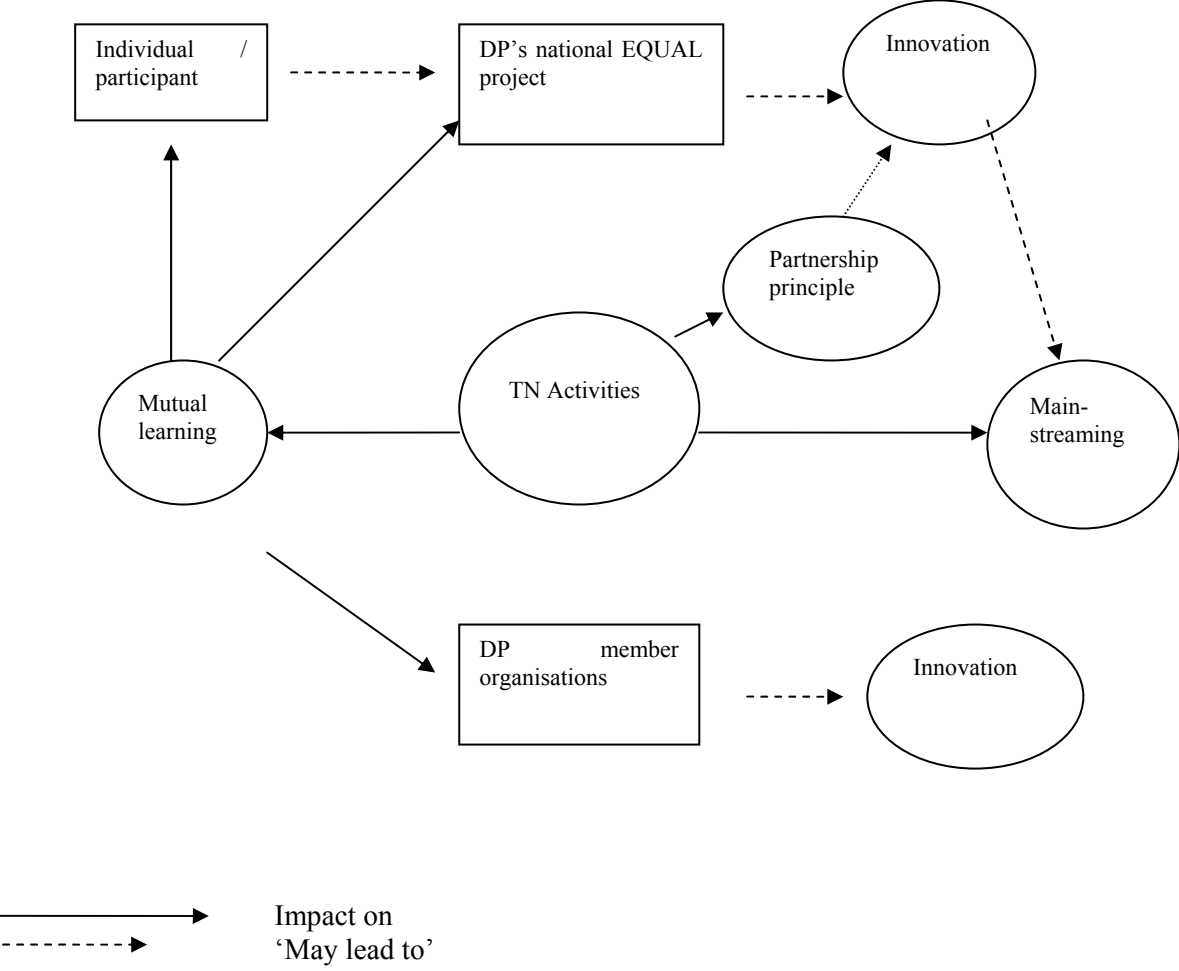 Individual /
participant
DP’s national EQUAL
project
Innovation
Partnership
principle
TN Activities
Mutual
learning
Main-
streaming
DP member
organisations
Innovation
Impact on
‘May lead to’